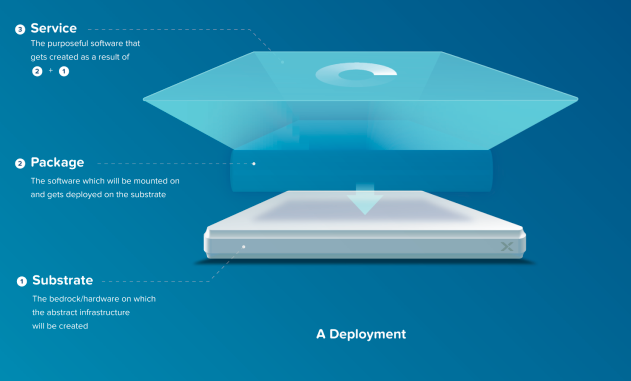 3 Service
The purposeful software that
gets created as a result of
2 + 1
2 Package
The software which will be mounted on
and gets deployed on the substrate
1 Substrate
The bedrock/hardware on which
the abstract infrastructure
will be created
A Deployment